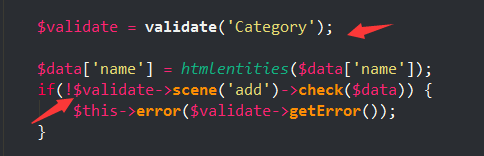 $validate = validate('Category');
$data['name'] = htmlentities($data['name']);
if(!$validate->scene('add')->check($data)) {
$this->error($validate->getError());
}